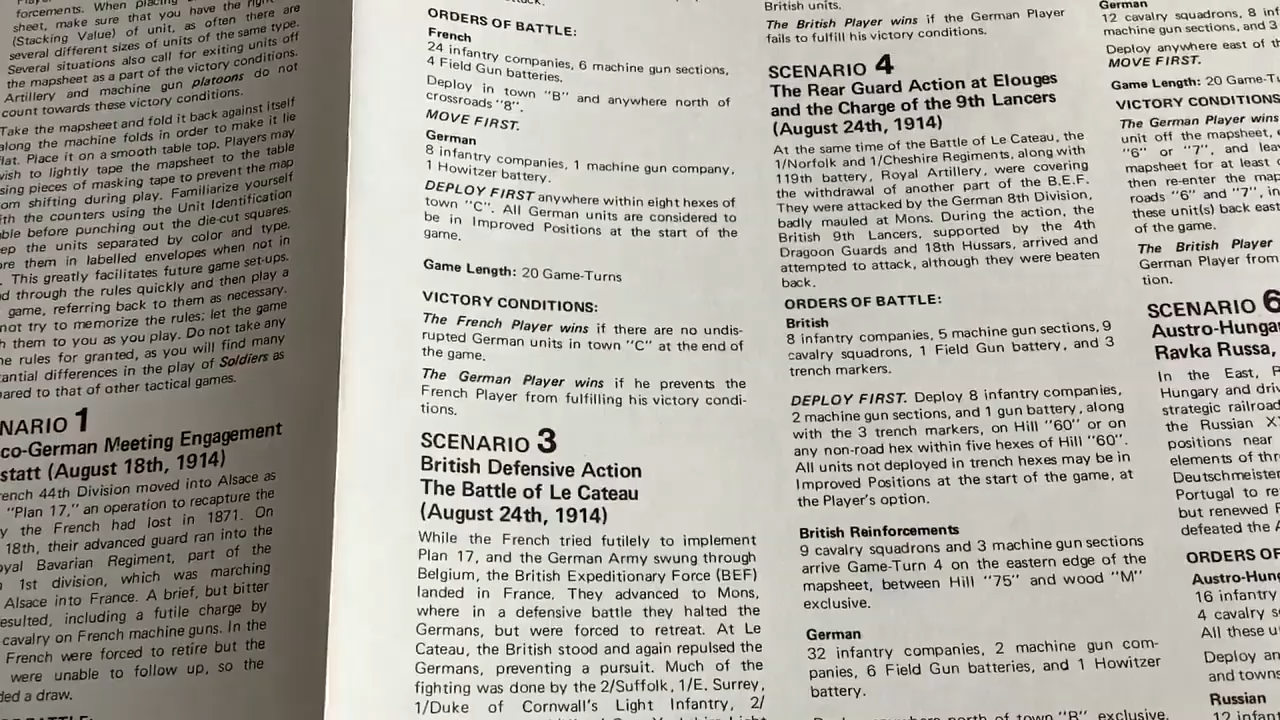 forcements. When placing
sheet, make sure that you have the right
(Stacking Value) of unit, as often there are
several different sizes of units of the same type.
Several situations also call for exiting units off
the mapsheet as a part of the victory conditions.
Artillery and machine gun platoons do not
count towards these victory conditions.
Take the mapsheet and fold it back against itself
along the machine folds in order to make it lie
flat. Place it on a smooth table top. Players may
wish to lightly tape the mapsheet to the table
using pieces of masking tape to prevent the map
from shifting during play. Familiarize yourself
with the counters using the Unit Identification
able before punching out the die-cut squares.
eep the units separated by color and type.
ore them in labelled envelopes when not in
. This greatly facilitates future game set-ups.
d through the rules quickly and then play a
game, referring back to them as necessary.
not try to memorize the rules; let the game
h them to you as you play. Do not take any
he rules for granted, as you will find many
tantial differences in the play of Soldiers as
pared to that of other tactical games.
NARIO 1
co-German Meeting Engagement
statt (August 18th, 1914)
rench 44th Division moved into Alsace as
"Plan 17," an operation to recapture the
y the French had lost in 1871. On
18th, their advanced guard ran into the
oyal Bavarian Regiment, part of the
1st division, which was marching
Alsace into France. A brief, but bitter
esulted, including a futile charge by
cavalry on French machine guns. In the
French were forced to retire but the
were unable to follow up, so the
ded a draw.
ORDERS OF BATTLE:
French
24 infantry companies, 6 machine gun sections,
4 Field Gun batteries.
Deploy in town "B" and anywhere north of
crossroads "8".
MOVE FIRST.
German
8 infantry companies, 1 machine gun company,
1 Howitzer battery.
DEPLOY FIRST anywhere within eight hexes of
town "C". All German units are considered to
be in Improved Positions at the start of the
game.
Game Length: 20 Game-Turns
VICTORY CONDITIONS:
The French Player wins if there are no undis-
rupted German units in town "C" at the end of
the game.
The German Player wins if he prevents the
French Player from fulfilling his victory condi-
tions.
SCENARIO 3
British Defensive Action
The Battle of Le Cateau
(August 24th, 1914)
While the French tried futilely to implement
Plan 17, and the German Army swung through
Belgium, the British Expeditionary Force (BEF)
landed in France. They advanced to Mons,
where in a defensive battle they halted the
Germans, but were forced to retreat. At Le
Cateau, the British stood and again repulsed the
Germans, preventing a pursuit. Much of the
fighting was done by the 2/Suffolk, 1/E. Surrey,
1/Duke of Cornwall's Light Infantry, 2/
British units.
The British Player wins if the German Player
fails to fulfill his victory conditions.
SCENARIO 4
The Rear Guard Action at Elouges
and the Charge of the 9th Lancers
(August 24th, 1914)
At the same time of the Battle of Le Cateau, the
1/Norfolk and 1/Cheshire Regiments, along with
119th battery, Royal Artillery, were covering
the withdrawal of another part of the B.E.F.
They were attacked by the German 8th Division,
badly mauled at Mons. During the action, the
British 9th Lancers, supported by the 4th
Dragoon Guards and 18th Hussars, arrived and
attempted to attack, although they were beaten
back.
ORDERS OF BATTLE:
British
8 infantry companies, 5 machine gun sections, 9
cavalry squadrons, 1 Field Gun battery, and 3
trench markers.
DEPLOY FIRST. Deploy 8 infantry companies,
2 machine gun sections, and 1 gun battery, along
with the 3 trench markers, on Hill "60" or on
any non-road hex within five hexes of Hill "60".
All units not deployed in trench hexes may be in
Improved Positions at the start of the game, at
the Player's option.
British Reinforcements
9 cavalry squadrons and 3 machine gun sections
arrive Game-Turn 4 on the eastern edge of the
mapsheet, between Hill "75" and wood "M"
exclusive.
German
32 infantry companies, 2 machine gun com-
panies, 6 Field Gun batteries, and 1 Howitzer
battery.
north of town "B" exclusive.
German
12 cavalry squadrons, 8 inf
machine gun sections, and 3
Deploy anywhere east of th
MOVE FIRST.
Game Length: 20 Game-Tu
VICTORY CONDITIONS
The German Player wins
unit off the mapsheet,
"6" or "7", and lea
mapsheet for at least
then re-enter the map
roads "6" and "7", in
these unit(s) back east
of the game.
The British Player
German Player from
tion.
SCENARIO 6
Austro-Hungar
Ravka Russa,
In the East, P
Hungary and driv
strategic railroad
the Russian X
positions near
elements of thr
Deutschmeister
Portugal to re
but renewed R
defeated the A
ORDERS OF
Austro-Hung
16 infantry
4 cavalry s
All these u
Deploy an
and towns
Russian
12 infant